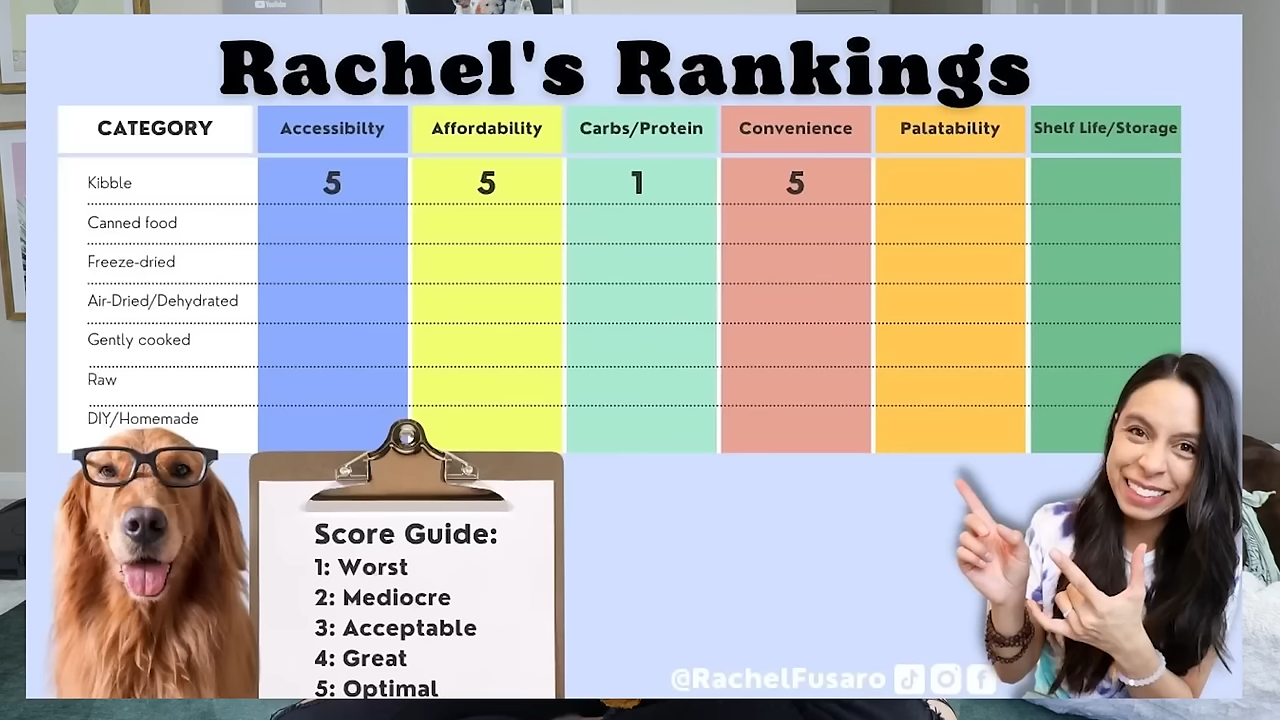 YouTube
Rachel's Rankings
CATEGORY Accessibilty Affordability Carbs/Protein Convenience Palatability Shelf Life/Storage
Kibble 5 5 1 5
Canned food
Freeze-dried
Air-Dried/Dehydrated
Gently cooked
Raw
DIY/Homemade
Score Guide:
1: Worst
2: Mediocre
3: Acceptable
4: Great
5: Optimal
@RachelFusaro